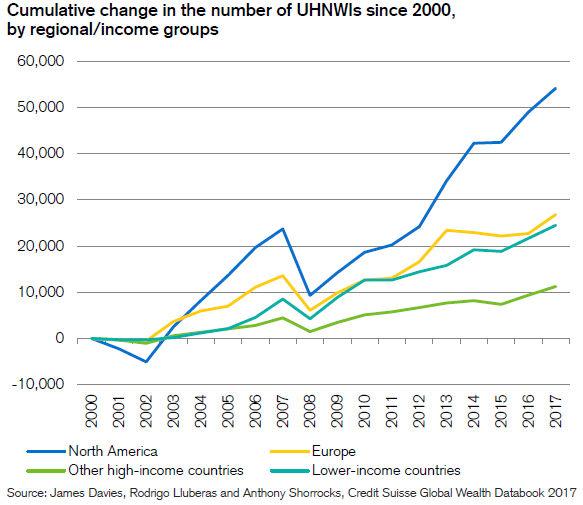 Cumulative change in the number of UHNWIs since 2000,
by regional/income groups
60,000
50,000
40,000
30,000
20,000
10,000
0
-10,000
2000 2001 2002 2003 2004 2005 2006 2007 2008 2009 2010 2011 2012 2013 2014 2015 2016 2017
North America Europe
Other high-income countries Lower-income countries
Source: James Davies, Rodrigo Lluberas and Anthony Shorrocks, Credit Suisse Global Wealth Databook 2017